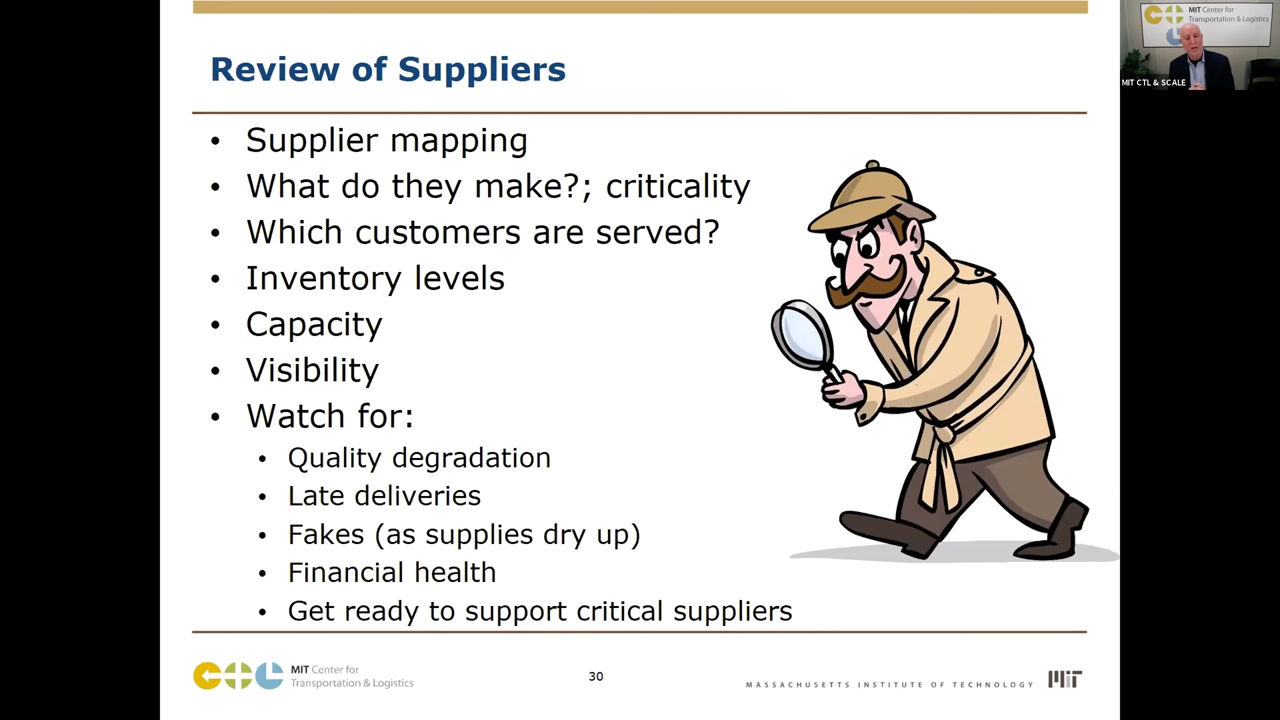 Review of Suppliers
• Supplier mapping
• What do they make?; criticality
• Which customers are served?
• Inventory levels
• Capacity
• Visibility
• Watch for:
• Quality degradation
• Late deliveries
• Fakes (as supplies dry up)
• Financial health
• Get ready to support critical suppliers
MIT Center for
Transportation & Logistics
30
MASSACHUSETTS INSTITUTE OF TECHNOLOGY
MIT Center for
Transportation & Logistics
MIT CTL & SCALE